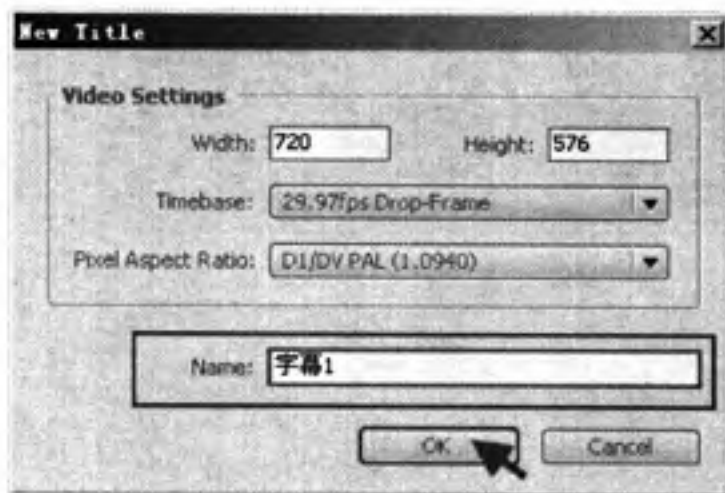 New Title
Video Settings
Width: 720 Height: 576
Timebase: 29.97fps Drop-Frame
Pixel Aspect Ratio: D1/DV PAL (1.0940)
Name: 字幕1
OK Cancel